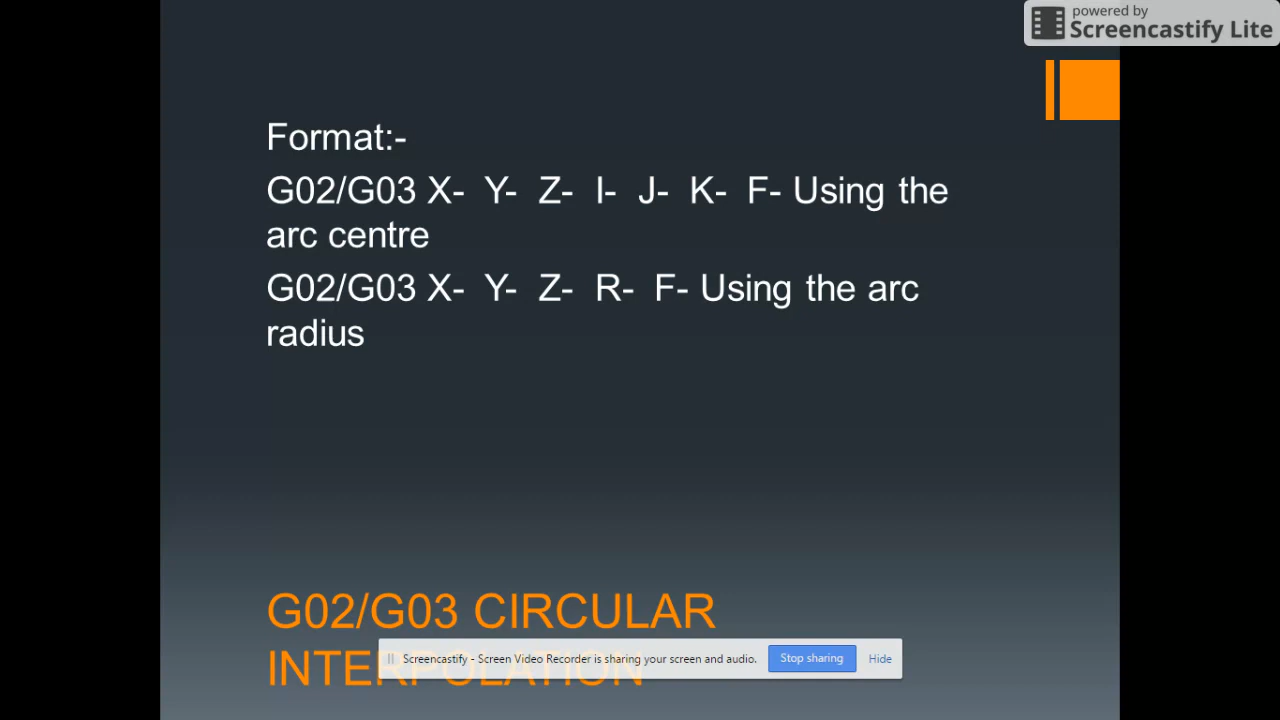 powered by
Screencastify Lite
Format:-
G02/G03 X- Y- Z- I- J- K- F- Using the
arc centre
G02/G03 X- Y- Z- R- F- Using the arc
radius
G02/G03 CIRCULAR
INTERPOLATION
Screencastify - Screen Video Recorder is sharing your screen and audio.
Stop sharing
Hide